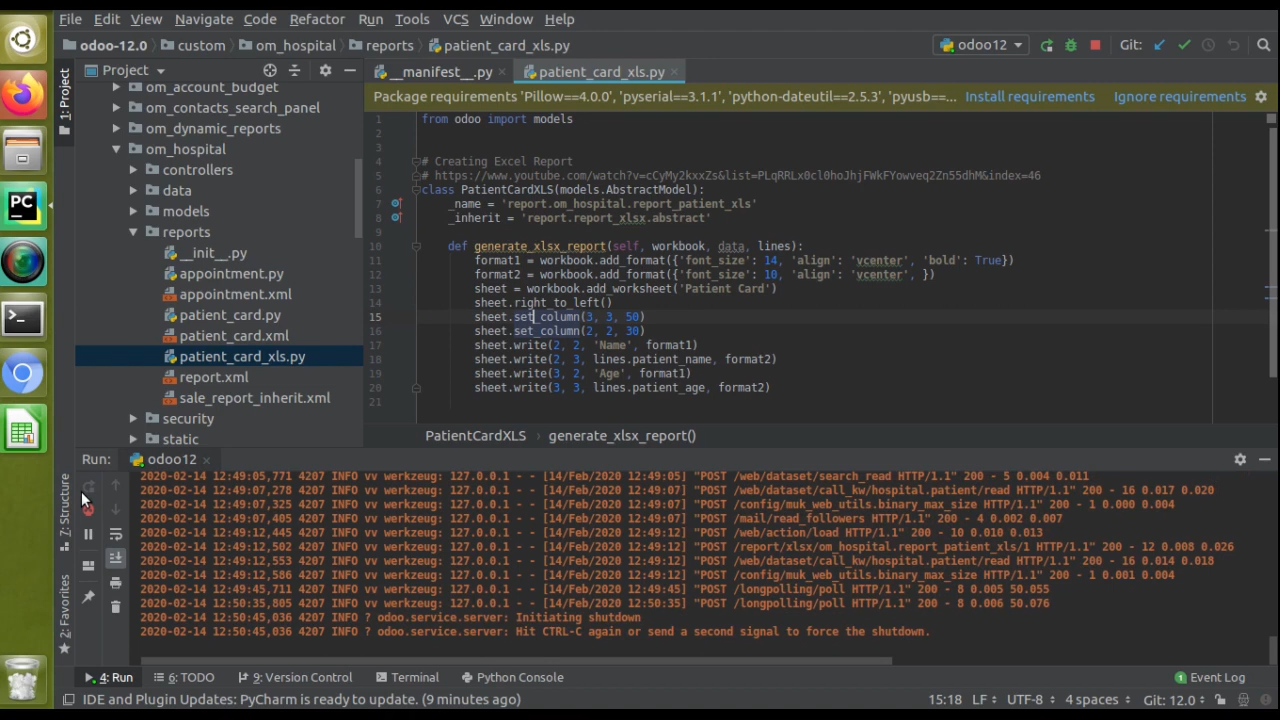 File Edit View Navigate Code Refactor Run Tools VCS Window Help
odoo-12.0 custom om_hospital reports patient_card_xls.py odoo12 Git:
1: Project
Project
__manifest__.py patient_card_xls.py
Package requirements 'Pillow==4.0.0', 'pyserial==3.1.1', 'python-dateutil==2.5.3', 'pyusb==... Install requirements Ignore requirements
om_account_budget
om_contacts_search_panel
om_dynamic_reports
om_hospital
controllers
data
models
reports
__init__.py
appointment.py
appointment.xml
patient_card.py
patient_card.xml
patient_card_xls.py
report.xml
sale_report_inherit.xml
security
static
PC
1 from odoo import models
2
3
4 # Creating Excel Report
5 # https://www.youtube.com/watch?v=cCyMy2kxxZs&list=PLqRRLx0cl0hoJhjFWkFYowveq2Zn55dhM&index=46
6 class PatientCardXLS(models.AbstractModel):
7 _name = 'report.om_hospital.report_patient_xls'
8 _inherit = 'report.report_xlsx.abstract'
9
10 def generate_xlsx_report(self, workbook, data, lines):
11 format1 = workbook.add_format({'font_size': 14, 'align': 'vcenter', 'bold': True})
12 format2 = workbook.add_format({'font_size': 10, 'align': 'vcenter', })
13 sheet = workbook.add_worksheet('Patient Card')
14 sheet.right_to_left()
15 sheet.set_column(3, 3, 50)
16 sheet.set_column(2, 2, 30)
17 sheet.write(2, 2, 'Name', format1)
18 sheet.write(2, 3, lines.patient_name, format2)
19 sheet.write(3, 2, 'Age', format1)
20 sheet.write(3, 3, lines.patient_age, format2)
21
PatientCardXLS › generate_xlsx_report()
Run: odoo12
7: Structure
2: Favorites
2020-02-14 12:49:05,771 4207 INFO vv werkzeug: 127.0.0.1 - - [14/Feb/2020 12:49:05] "POST /web/dataset/search_read HTTP/1.1" 200 - 5 0.004 0.011
2020-02-14 12:49:07,278 4207 INFO vv werkzeug: 127.0.0.1 - - [14/Feb/2020 12:49:07] "POST /web/dataset/call_kw/hospital.patient/read HTTP/1.1" 200 - 16 0.017 0.020
2020-02-14 12:49:07,325 4207 INFO vv werkzeug: 127.0.0.1 - - [14/Feb/2020 12:49:07] "POST /config/muk_web_utils.binary_max_size HTTP/1.1" 200 - 1 0.000 0.004
2020-02-14 12:49:07,405 4207 INFO vv werkzeug: 127.0.0.1 - - [14/Feb/2020 12:49:07] "POST /mail/read_followers HTTP/1.1" 200 - 4 0.002 0.007
2020-02-14 12:49:12,445 4207 INFO vv werkzeug: 127.0.0.1 - - [14/Feb/2020 12:49:12] "POST /web/action/load HTTP/1.1" 200 - 10 0.010 0.013
2020-02-14 12:49:12,502 4207 INFO vv werkzeug: 127.0.0.1 - - [14/Feb/2020 12:49:12] "POST /report/xlsx/om_hospital.report_patient_xls/1 HTTP/1.1" 200 - 12 0.008 0.026
2020-02-14 12:49:12,553 4207 INFO vv werkzeug: 127.0.0.1 - - [14/Feb/2020 12:49:12] "POST /web/dataset/call_kw/hospital.patient/read HTTP/1.1" 200 - 16 0.014 0.018
2020-02-14 12:49:12,586 4207 INFO vv werkzeug: 127.0.0.1 - - [14/Feb/2020 12:49:12] "POST /config/muk_web_utils.binary_max_size HTTP/1.1" 200 - 1 0.001 0.004
2020-02-14 12:49:45,711 4207 INFO vv werkzeug: 127.0.0.1 - - [14/Feb/2020 12:49:45] "POST /longpolling/poll HTTP/1.1" 200 - 8 0.005 50.055
2020-02-14 12:50:35,805 4207 INFO vv werkzeug: 127.0.0.1 - - [14/Feb/2020 12:50:35] "POST /longpolling/poll HTTP/1.1" 200 - 8 0.006 50.076
2020-02-14 12:50:45,036 4207 INFO ? odoo.service.server: Initiating shutdown
2020-02-14 12:50:45,036 4207 INFO ? odoo.service.server: Hit CTRL-C again or send a second signal to force the shutdown.
4: Run 6: TODO 9: Version Control Terminal Python Console 1 Event Log
IDE and Plugin Updates: PyCharm is ready to update. (9 minutes ago) 15:18 LF UTF-8 4 spaces Git: 12.0